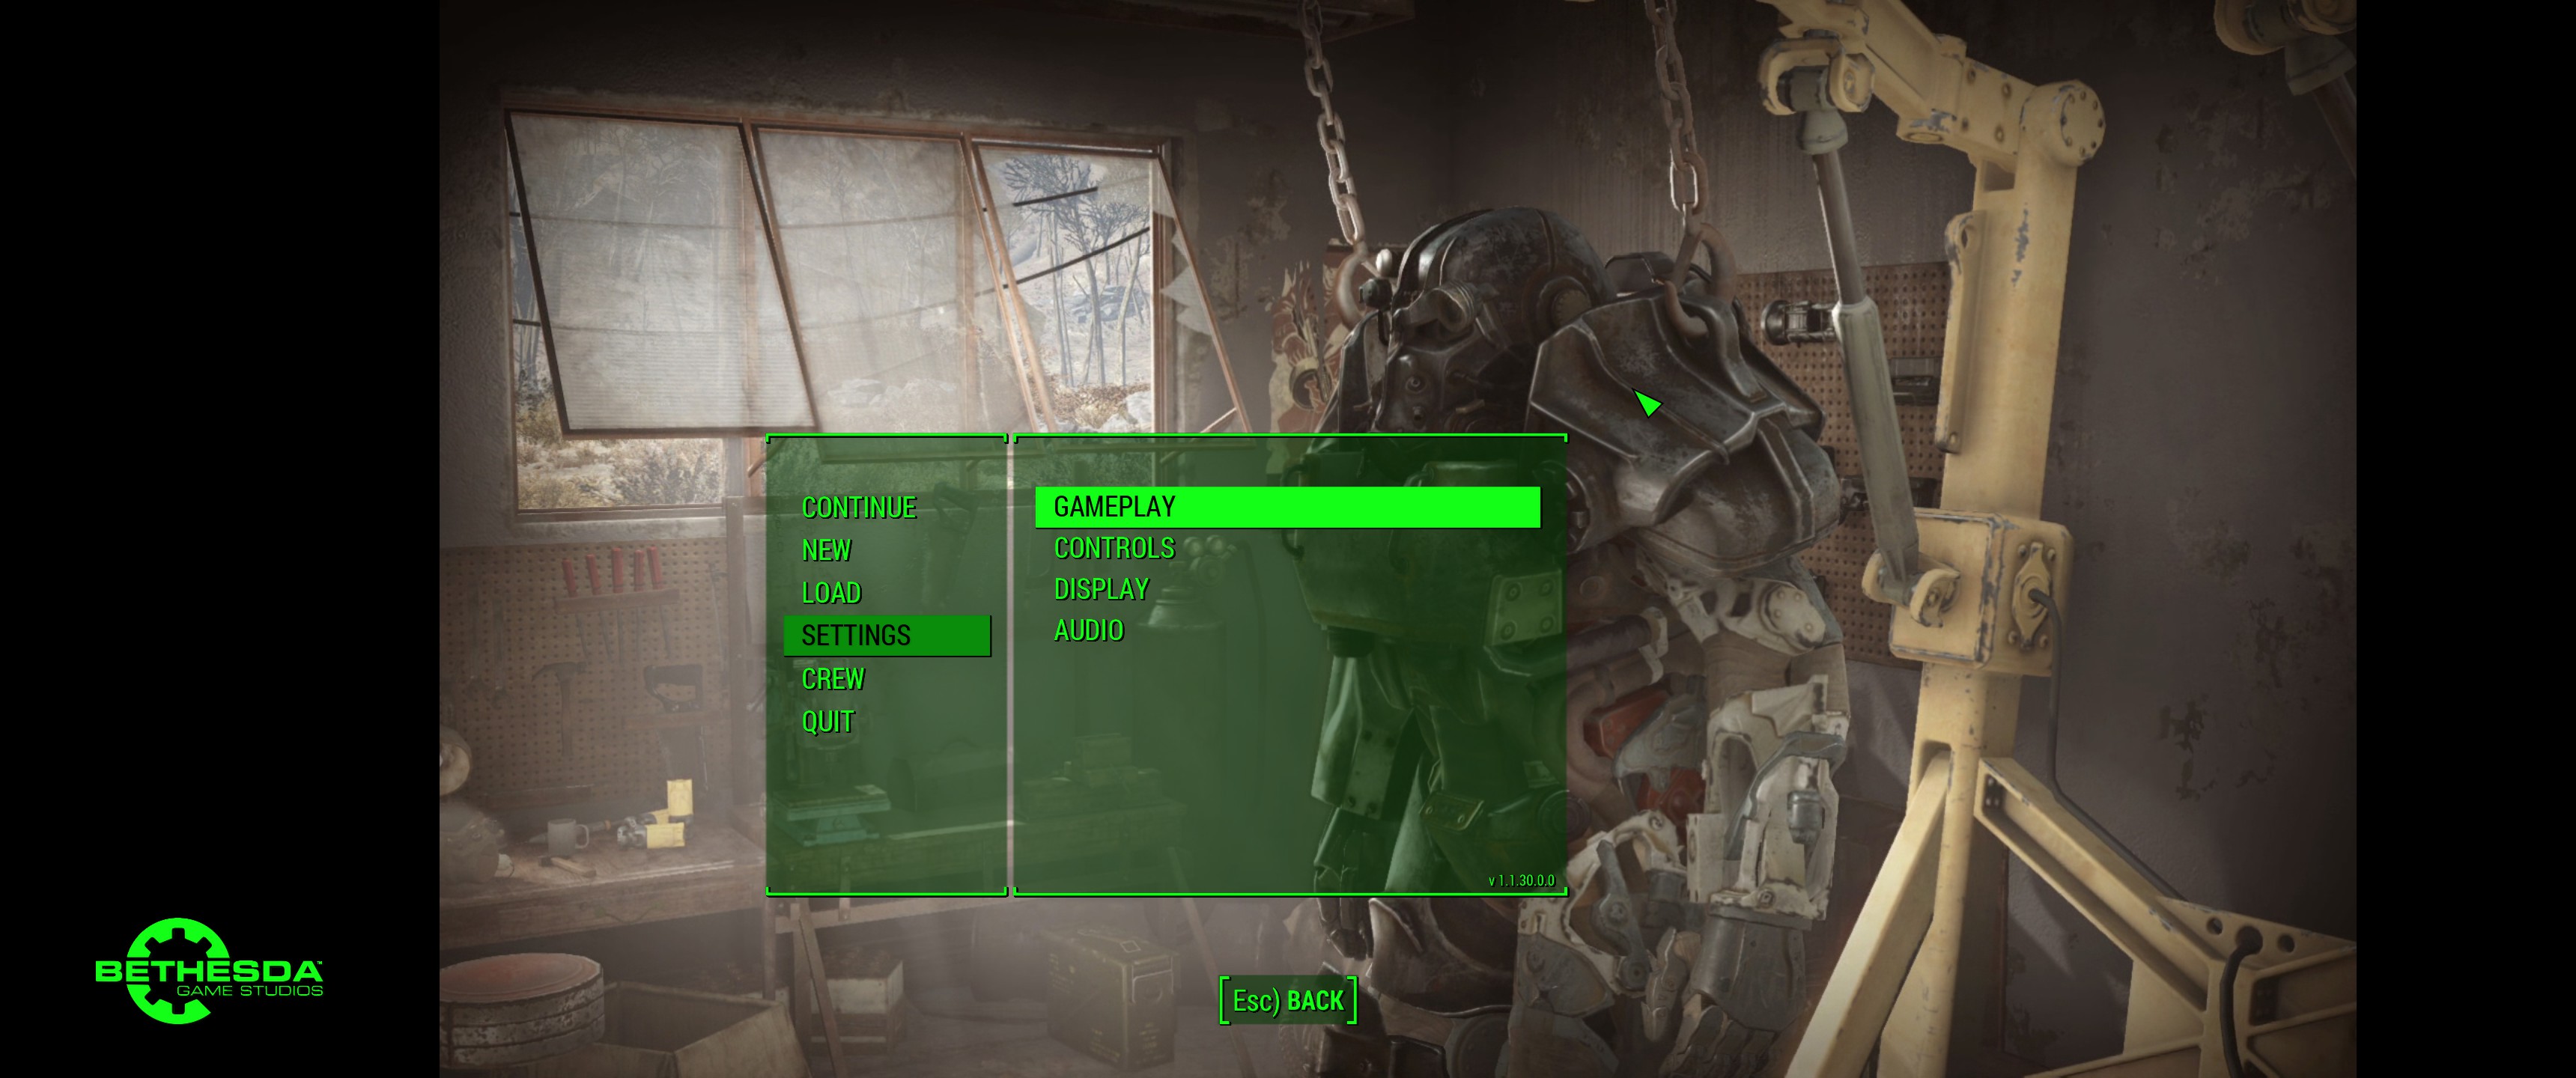 CONTINUE
NEW
LOAD
SETTINGS
CREW
QUIT
GAMEPLAY
CONTROLS
DISPLAY
AUDIO
v 1.1.30.0.0
BETHESDA™
GAME STUDIOS
Esc) BACK